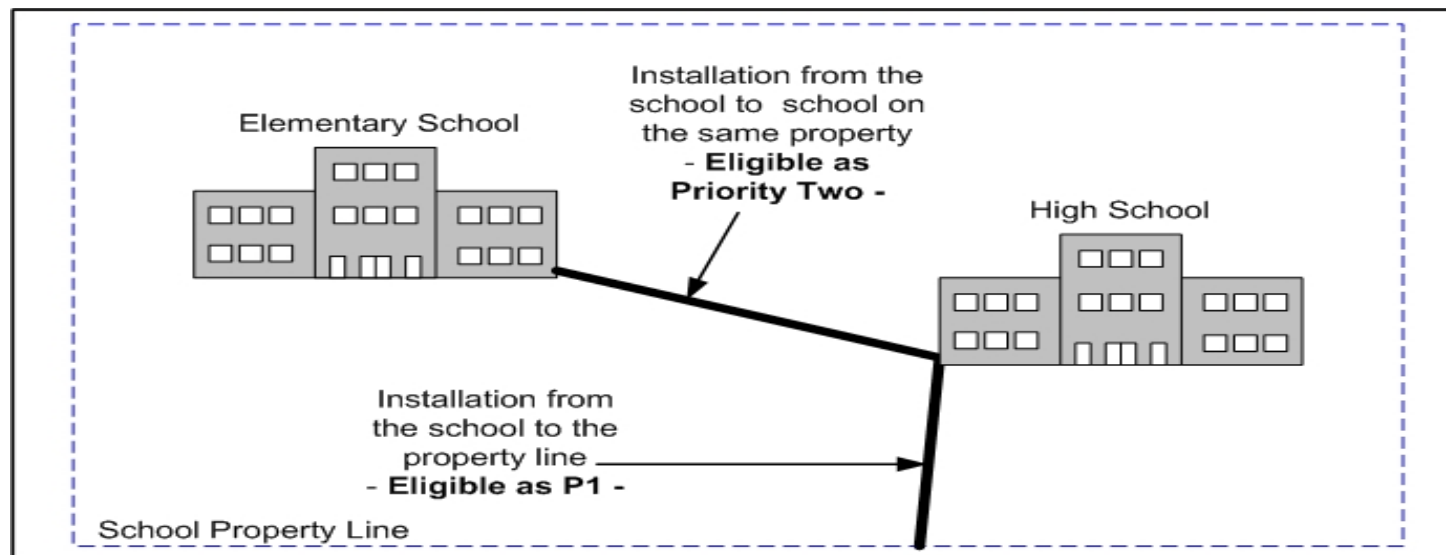 Installation from the
school to school on
the same property
- Eligible as
Priority Two -
Elementary School
High School
Installation from
the school to the
property line
- Eligible as P1 -
School Property Line